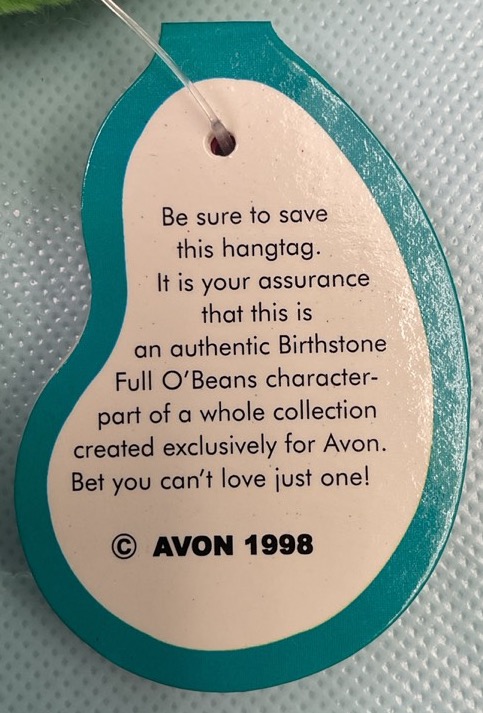 Be sure to save
this hangtag.
It is your assurance
that this is
an authentic Birthstone
Full O'Beans character-
part of a whole collection
created exclusively for Avon.
Bet you can't love just one!
© AVON 1998